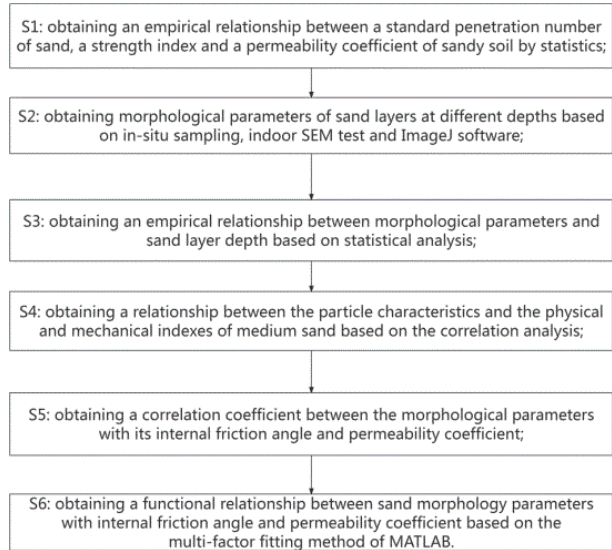 S1: obtaining an empirical relationship between a standard penetration number
of sand, a strength index and a permeability coefficient of sandy soil by statistics;
S2: obtaining morphological parameters of sand layers at different depths based
on in-situ sampling, indoor SEM test and ImageJ software;
S3: obtaining an empirical relationship between morphological parameters and
sand layer depth based on statistical analysis;
S4: obtaining a relationship between the particle characteristics and the physical
and mechanical indexes of medium sand based on the correlation analysis;
S5: obtaining a correlation coefficient between the morphological parameters
with its internal friction angle and permeability coefficient;
S6: obtaining a functional relationship between sand morphology parameters
with internal friction angle and permeability coefficient based on the
multi-factor fitting method of MATLAB.